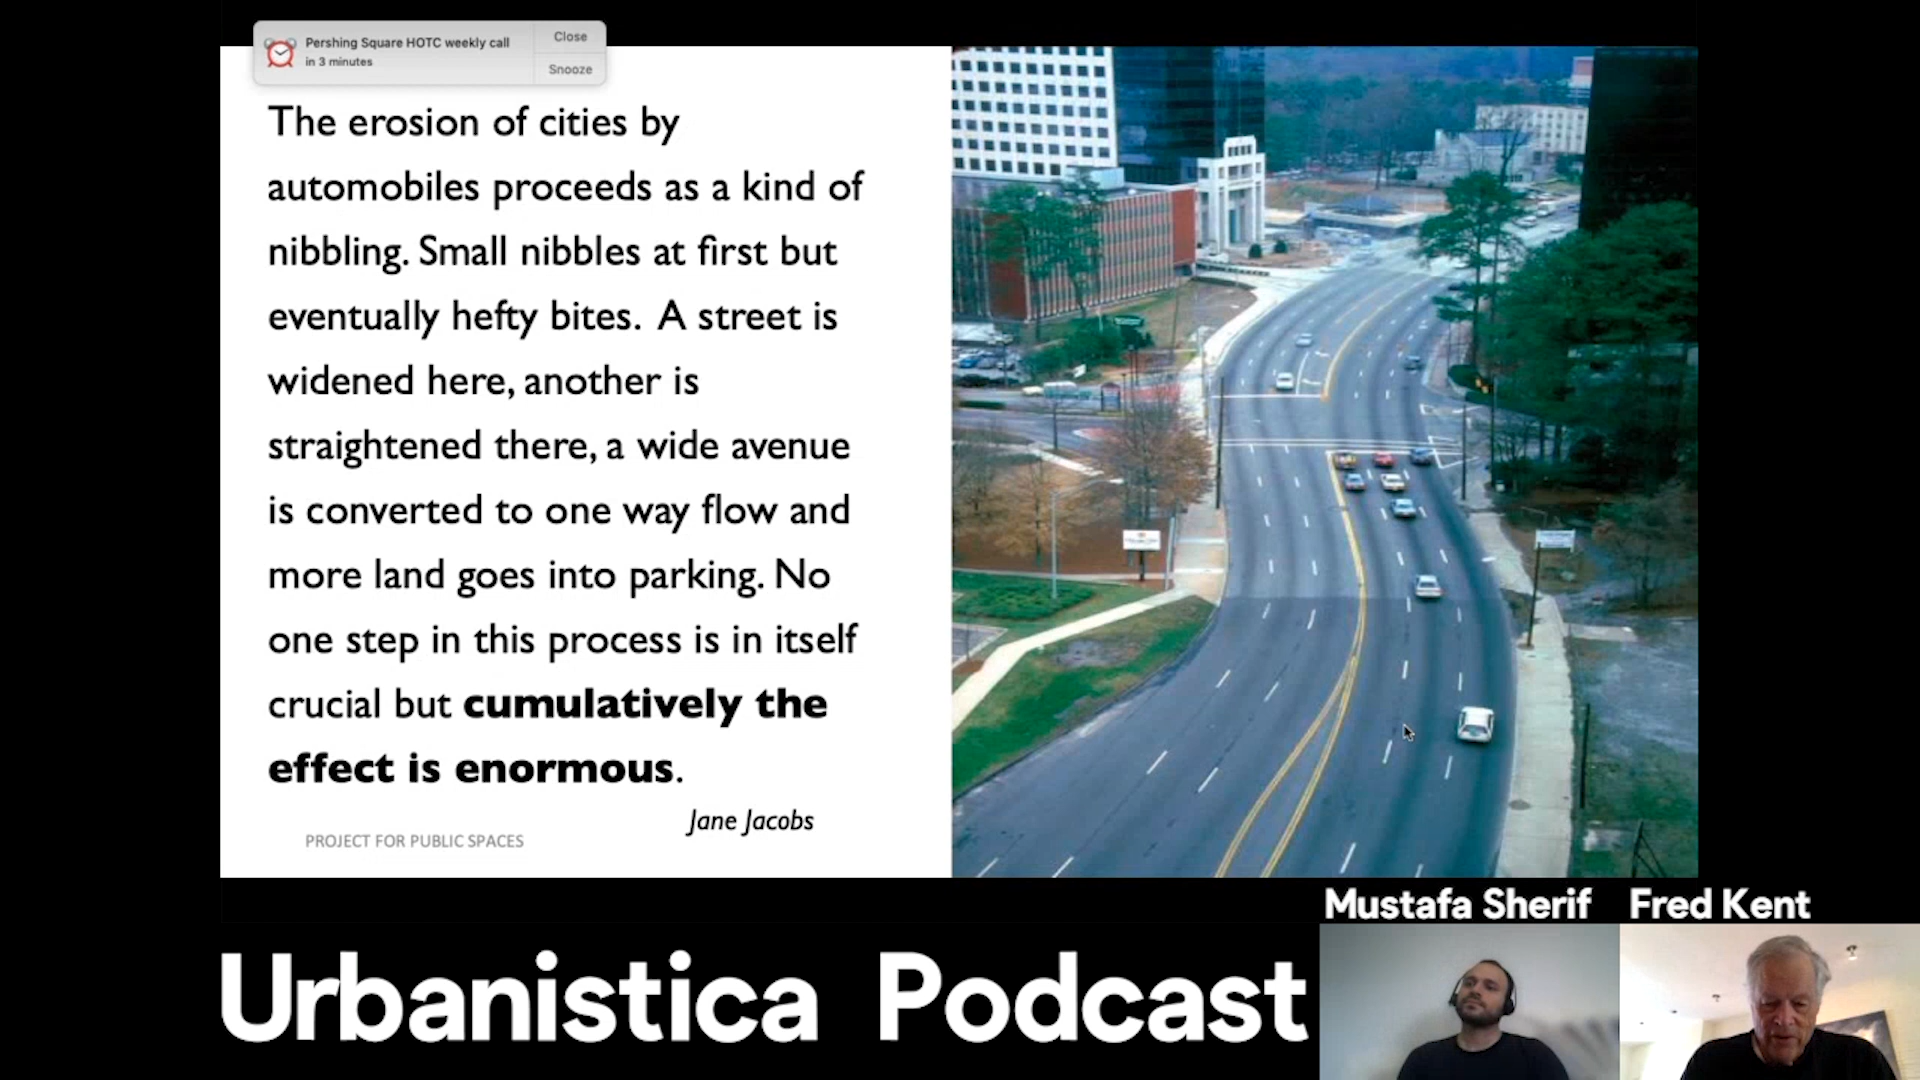 Pershing Square HOTC weekly call
in 3 minutes
Close
Snooze
The erosion of cities by
automobiles proceeds as a kind of
nibbling. Small nibbles at first but
eventually hefty bites. A street is
widened here, another is
straightened there, a wide avenue
is converted to one way flow and
more land goes into parking. No
one step in this process is in itself
crucial but cumulatively the
effect is enormous.
Jane Jacobs
PROJECT FOR PUBLIC SPACES
Mustafa Sherif
Fred Kent
Urbanistica Podcast